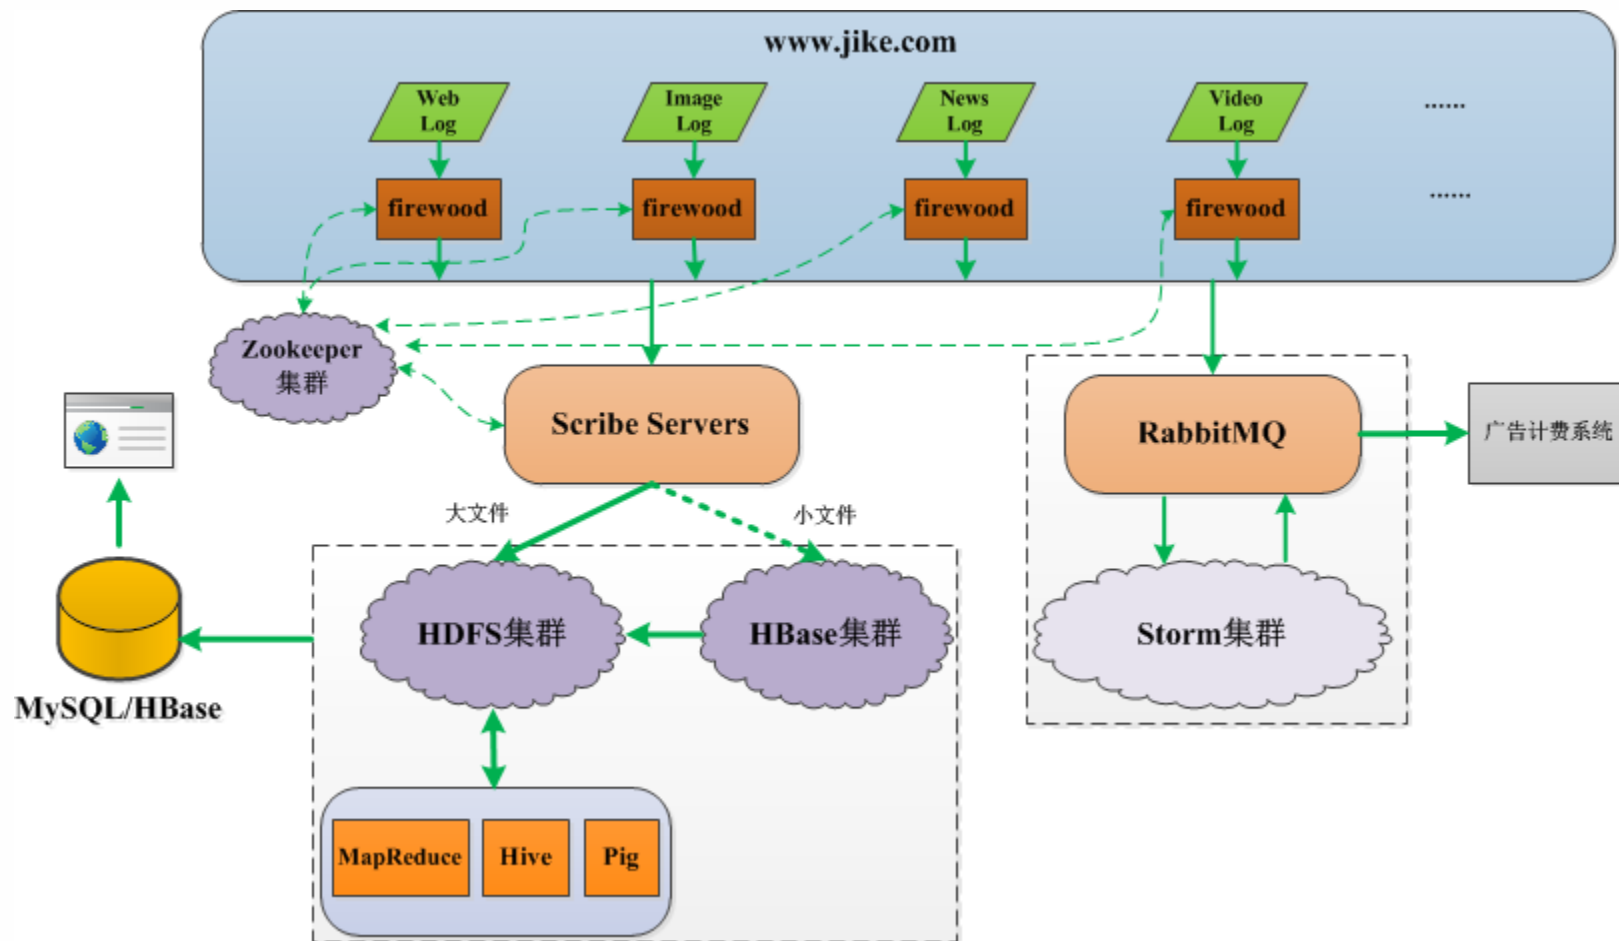 www.jike.com
Web
Log
Image
Log
News
Log
Video
Log
......
firewood
firewood
firewood
firewood
......
Zookeeper
集群
Scribe Servers
RabbitMQ
广告计费系统
大文件
小文件
HDFS集群
HBase集群
Storm集群
MySQL/HBase
MapReduce
Hive
Pig